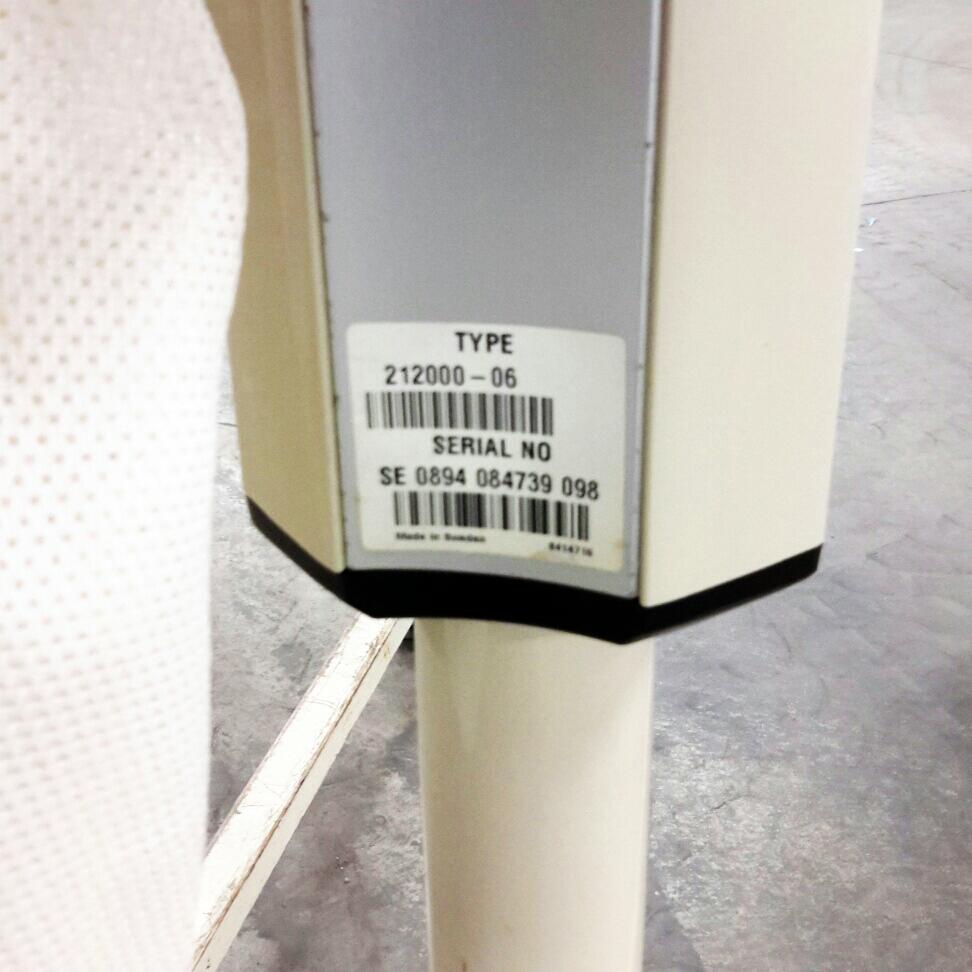 TYPE
212000-06
SERIAL NO
SE 0894 084739 098
Made in Sweden